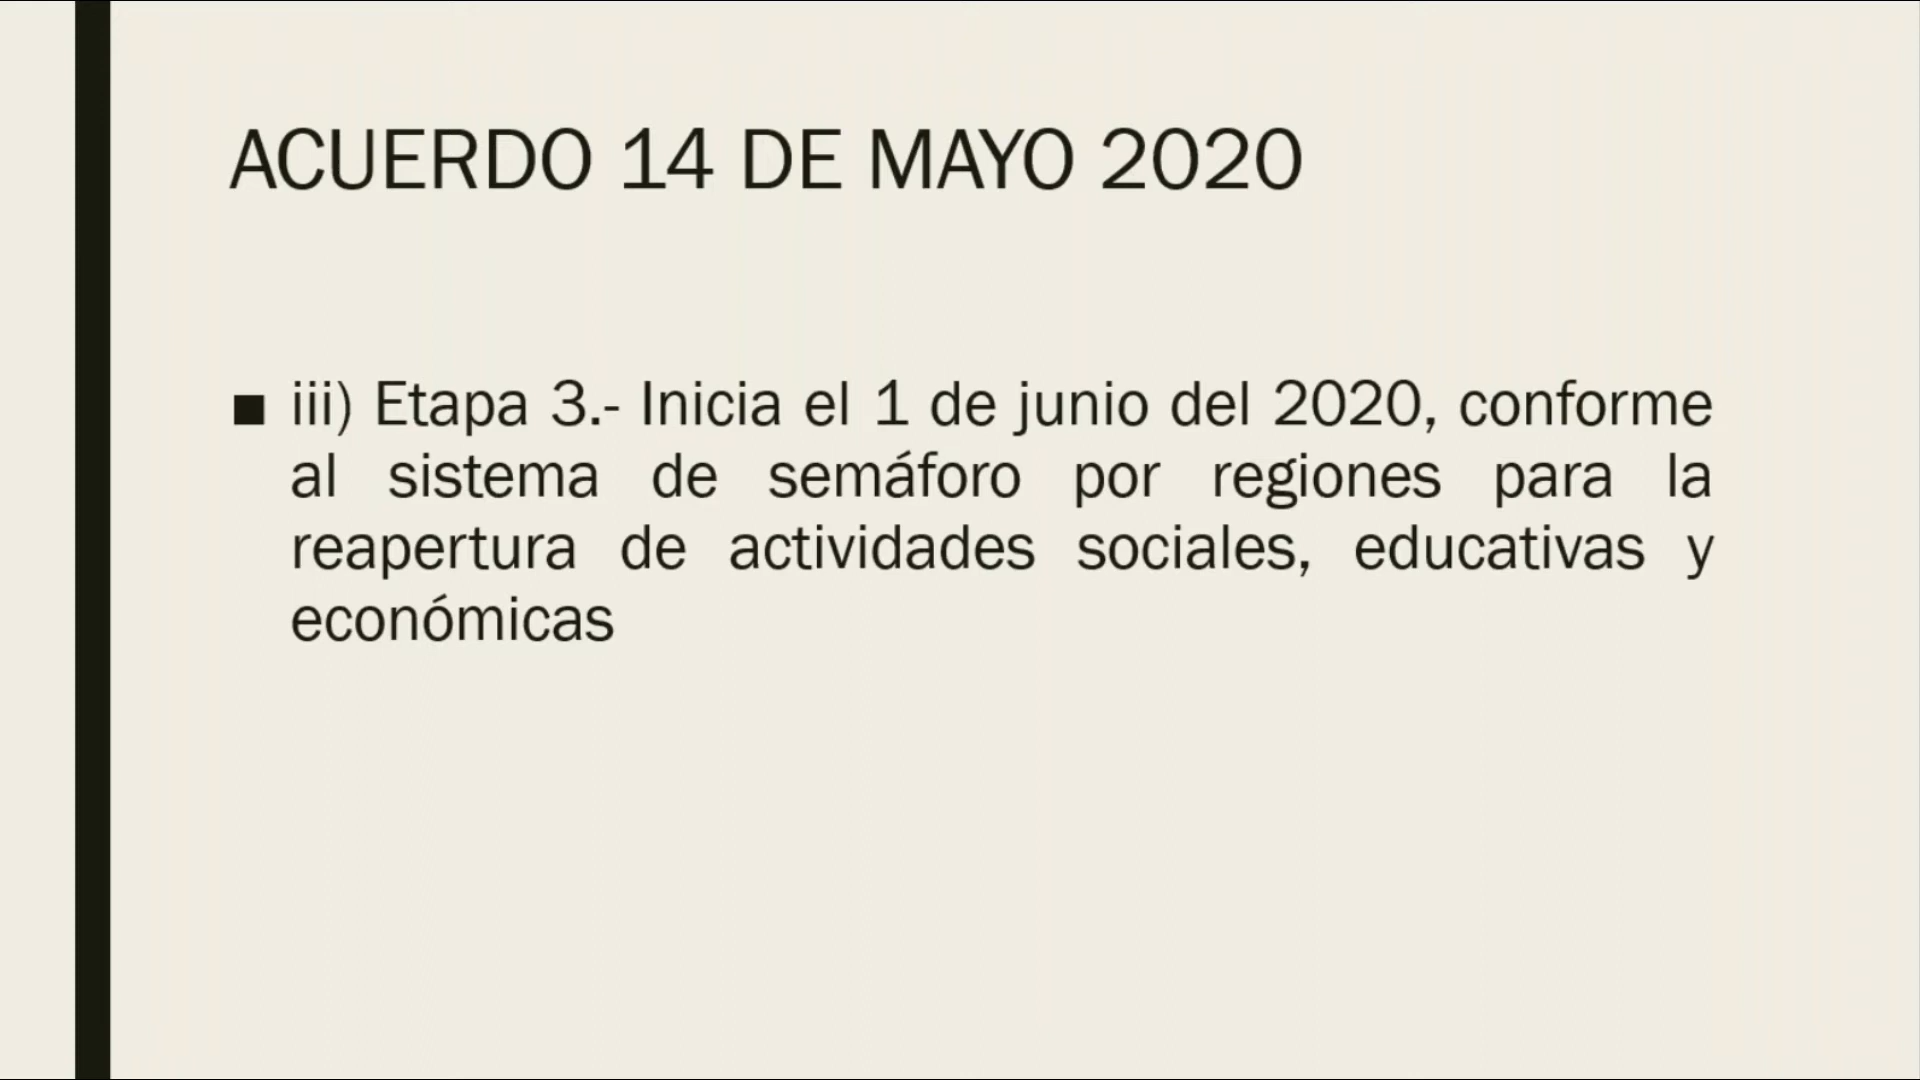 ACUERDO 14 DE MAYO 2020
■ iii) Etapa 3.- Inicia el 1 de junio del 2020, conforme
al sistema de semáforo por regiones para la
reapertura de actividades sociales, educativas y
económicas